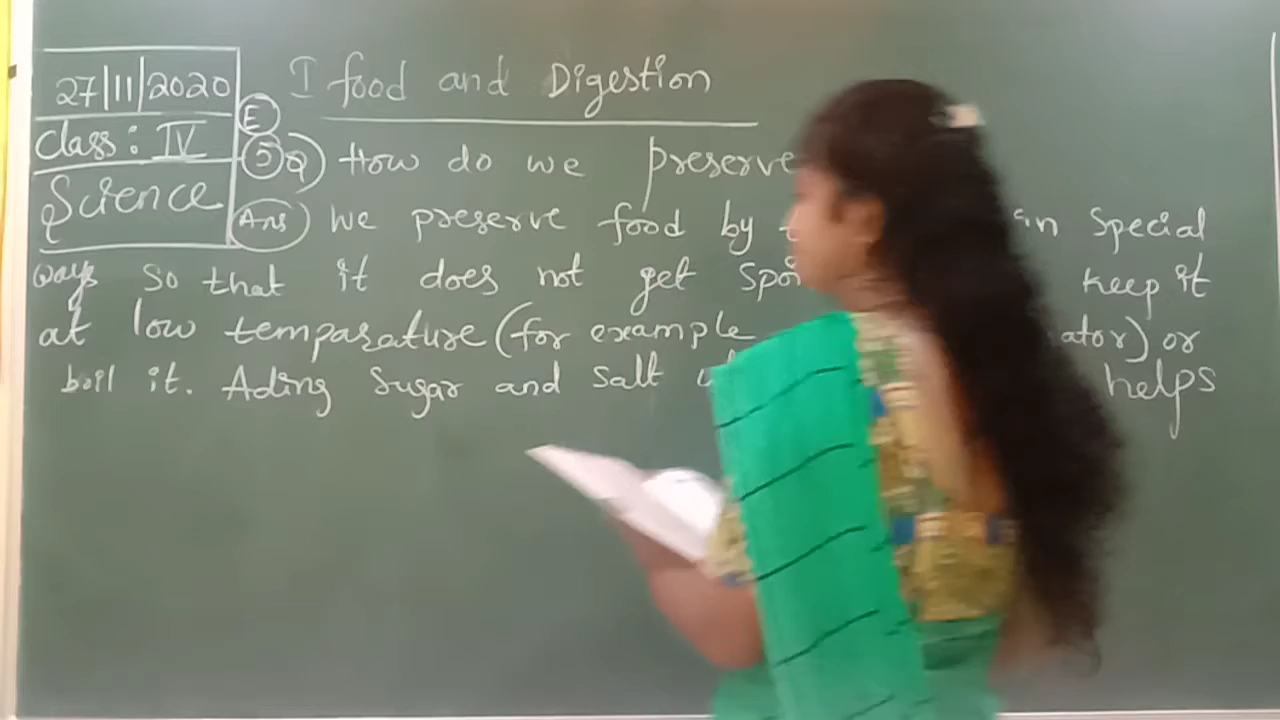 27/11/2020
Class: IV
Science
I food and Digestion
E
5 Q) How do we preserve
Ans) We preserve food by in Special
ways so that it does not get keep it
at low temparature (for example ator) or
boil it. Ading Sugar and salt helps